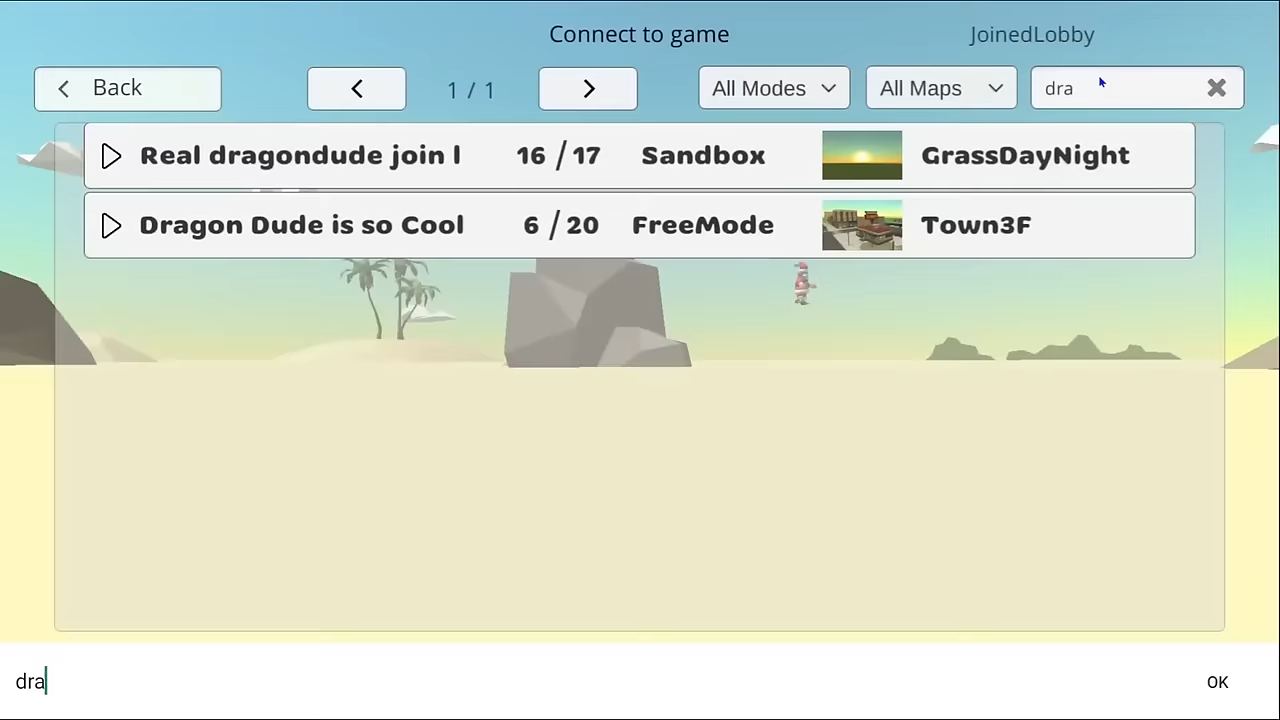 Connect to game
JoinedLobby
Back
1 / 1
All Modes
All Maps
dra
Real dragondude join l 16 / 17 Sandbox GrassDayNight
Dragon Dude is so Cool 6 / 20 FreeMode Town3F
dra
OK